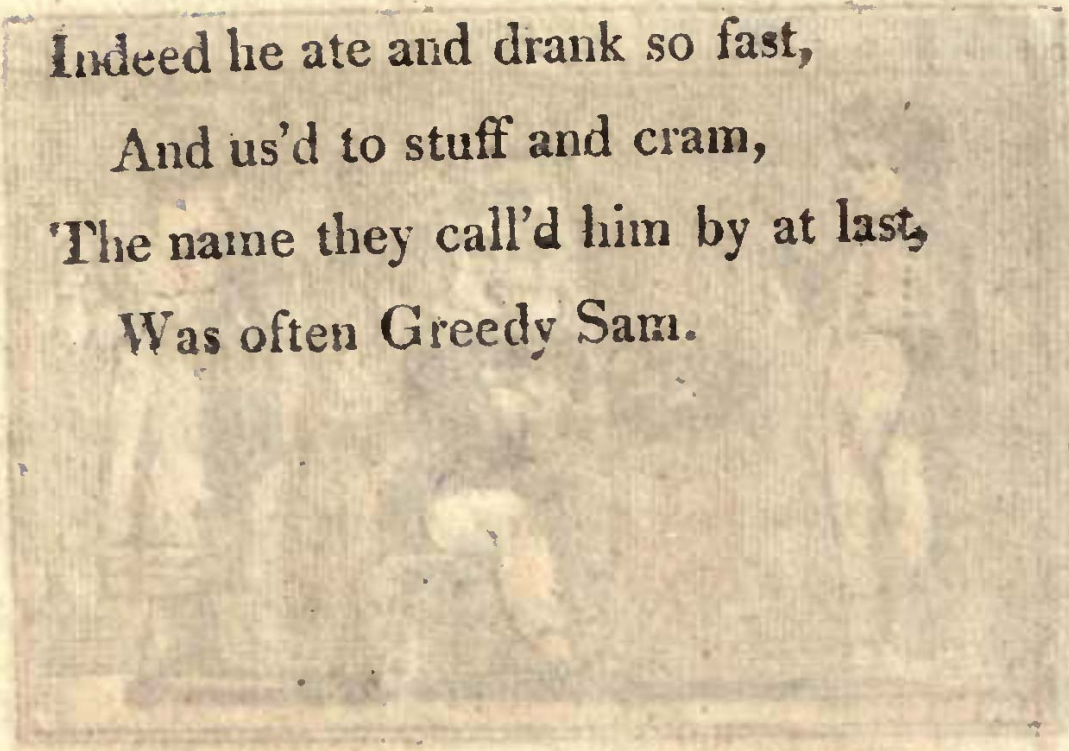 Indeed he ate and drank so fast,
And us'd to stuff and cram,
The name they call'd him by at last,
Was often Greedy Sam.